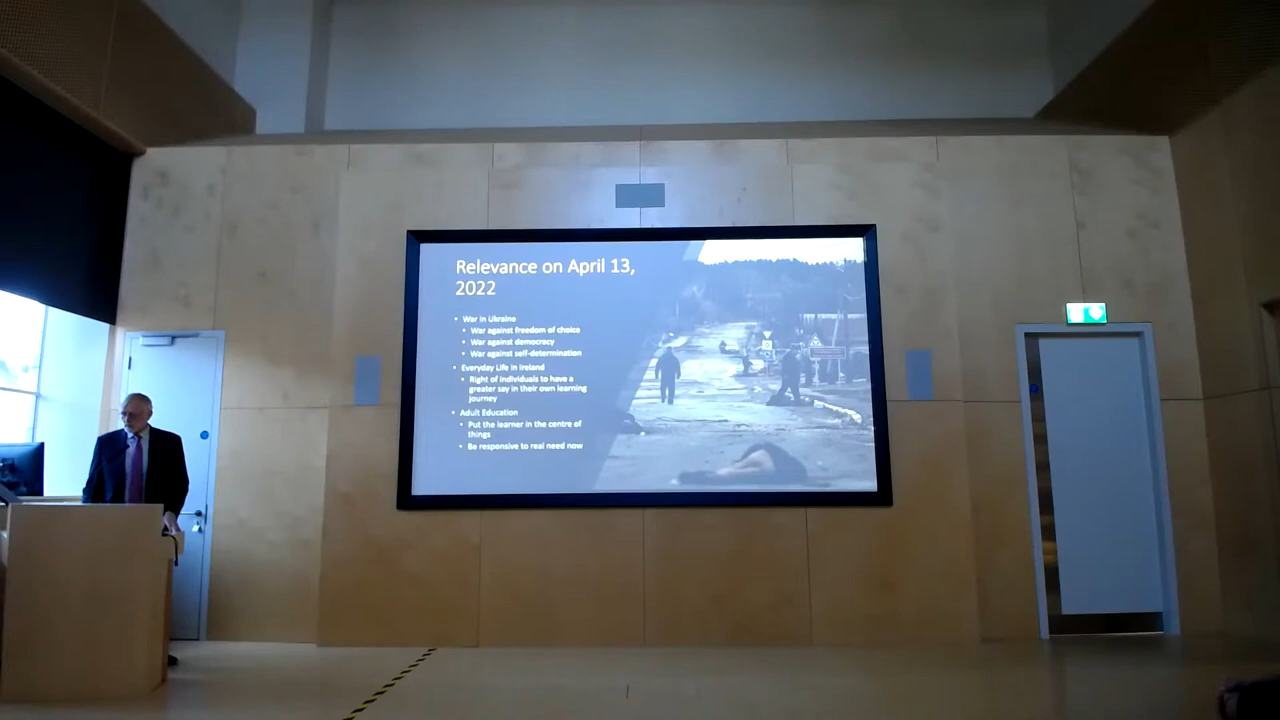 Relevance on April 13,
2022
• War in Ukraine
• War against freedom of choice
• War against democracy
• War against self-determination
• Everyday Life in Ireland
• Right of individuals to have a
greater say in their own learning
journey
• Adult Education
• Put the learner in the centre of
things
• Be responsive to real need now